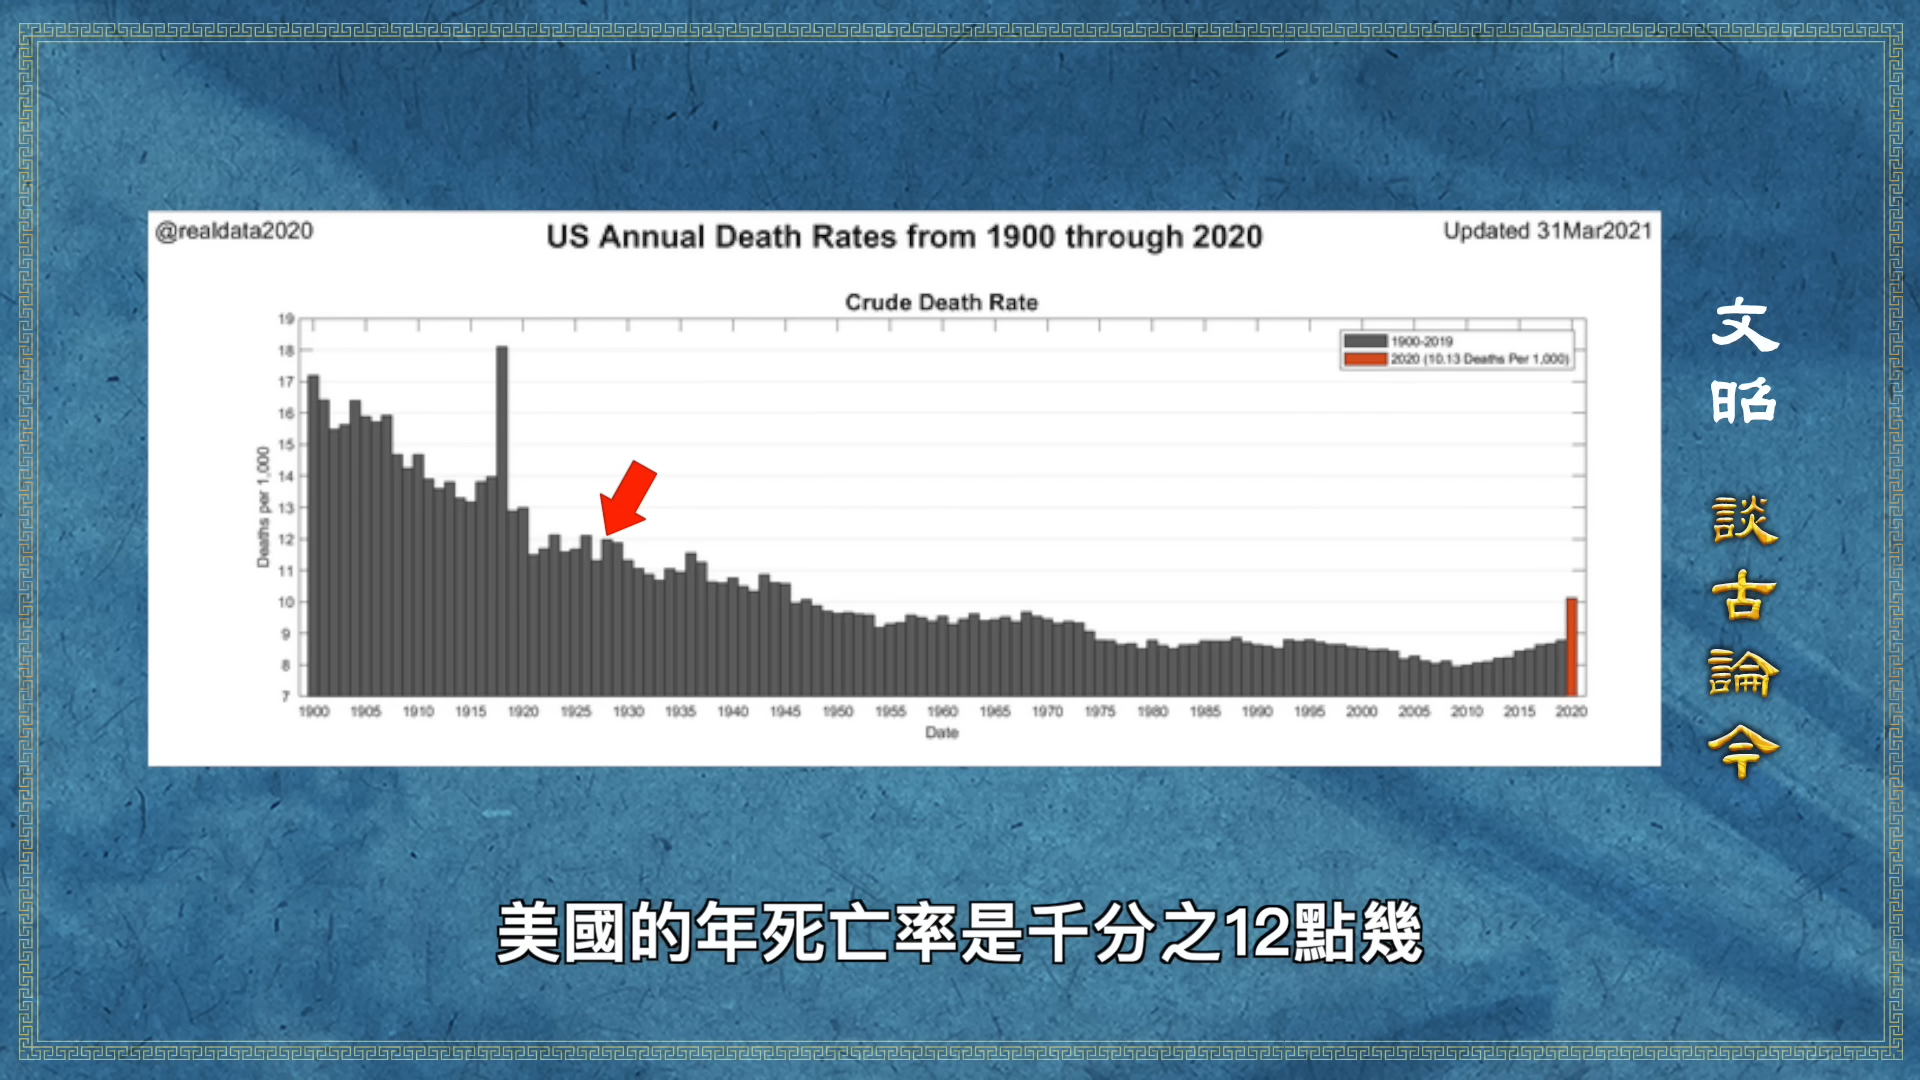 @realdata2020
US Annual Death Rates from 1900 through 2020
Updated 31Mar2021
Crude Death Rate
1900-2019
2020 (10.13 Deaths Per 1,000)
Deaths per 1,000
19
18
17
16
15
14
13
12
11
10
9
8
7
1900 1905 1910 1915 1920 1925 1930 1935 1940 1945 1950 1955 1960 1965 1970 1975 1980 1985 1990 1995 2000 2005 2010 2015 2020
Date
文昭
談古論今
美國的年死亡率是千分之12點幾